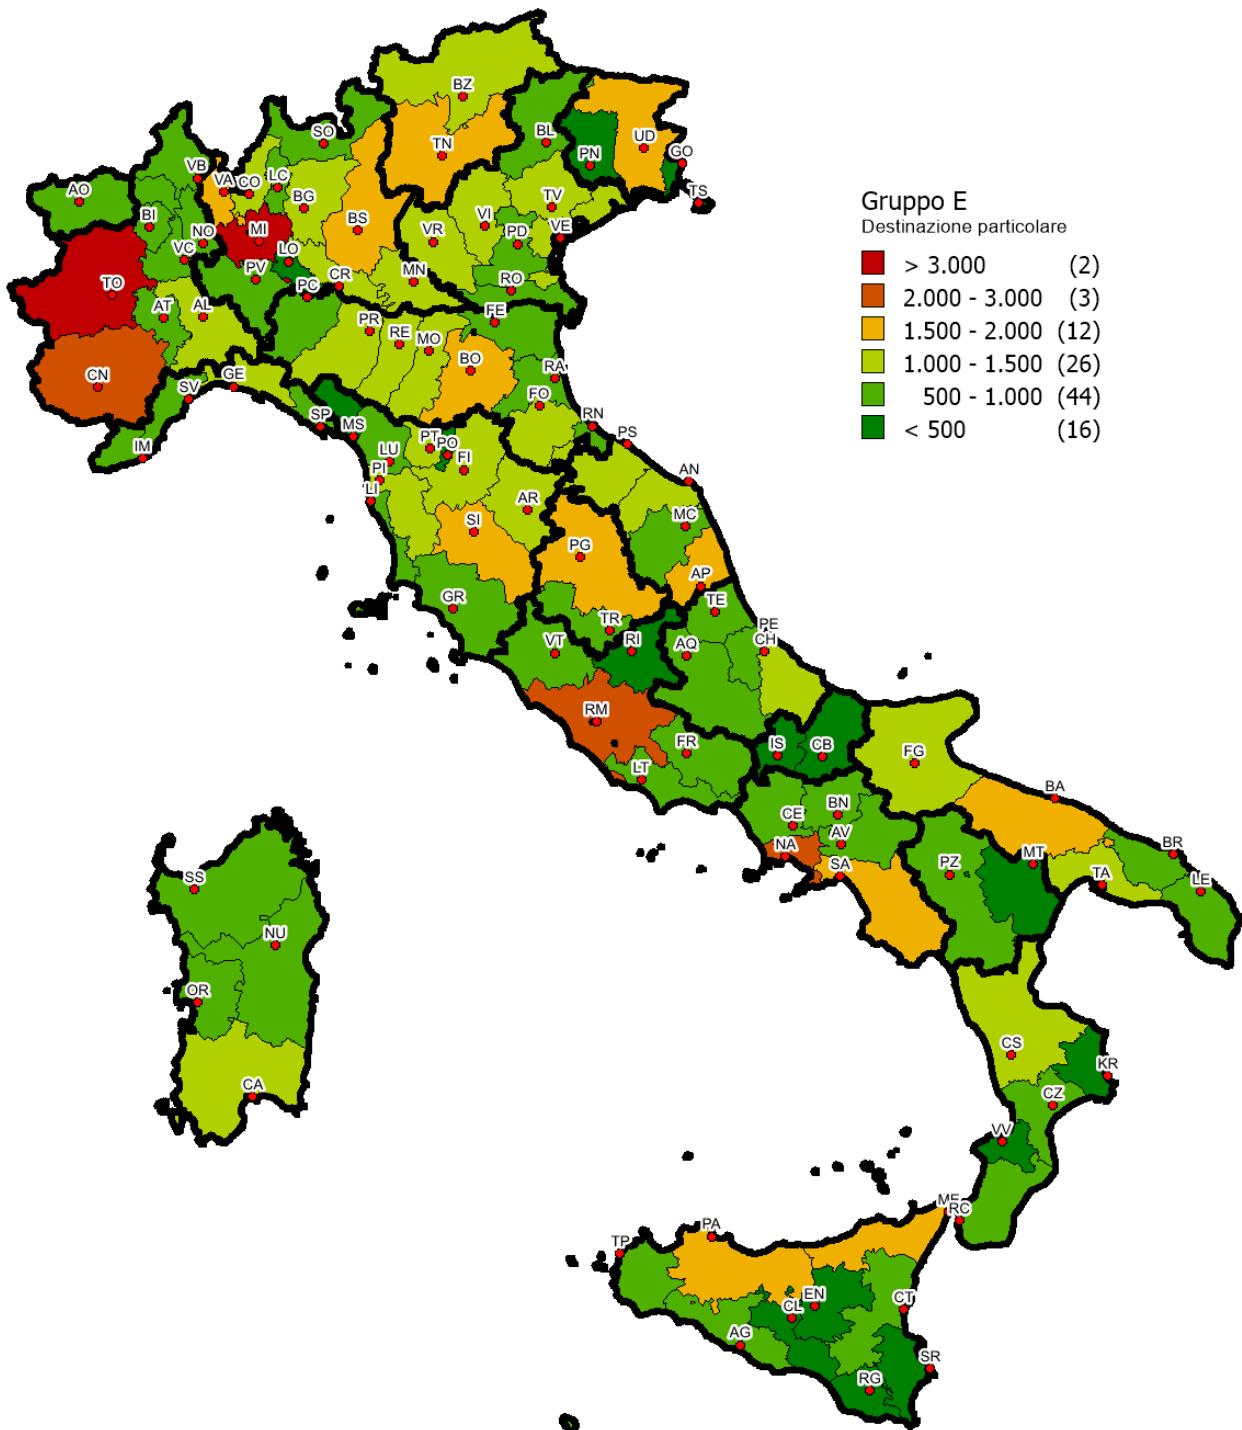 BZ
Gruppo E
Destinazione particolare
> 3.000 (2)
2.000 - 3.000 (3)
1.500 - 2.000 (12)
1.000 - 1.500 (26)
500 - 1.000 (44)
< 500 (16)
SO
TN
BL
UD
PN
GO
TS
VB
VA
CO
LC
BG
AO
BI
BS
TV
VI
VE
MI
VR
PD
NO
LO
VC
TO
PV
PC
CR
MN
RO
AT
AL
FE
PR
RE
MO
BO
CN
GE
SV
RA
FO
SP
MS
RN
PS
IM
PT
PO
LU
FI
PI
LI
AN
AR
MC
SI
PG
AP
GR
TE
TR
PE
VT
RI
CH
AQ
RM
FR
IS
CB
FG
LT
BA
BN
CE
AV
NA
SA
BR
MT
PZ
TA
LE
SS
NU
OR
CS
KR
CA
CZ
VV
ME
RC
PA
TP
EN
CL
CT
AG
SR
RG